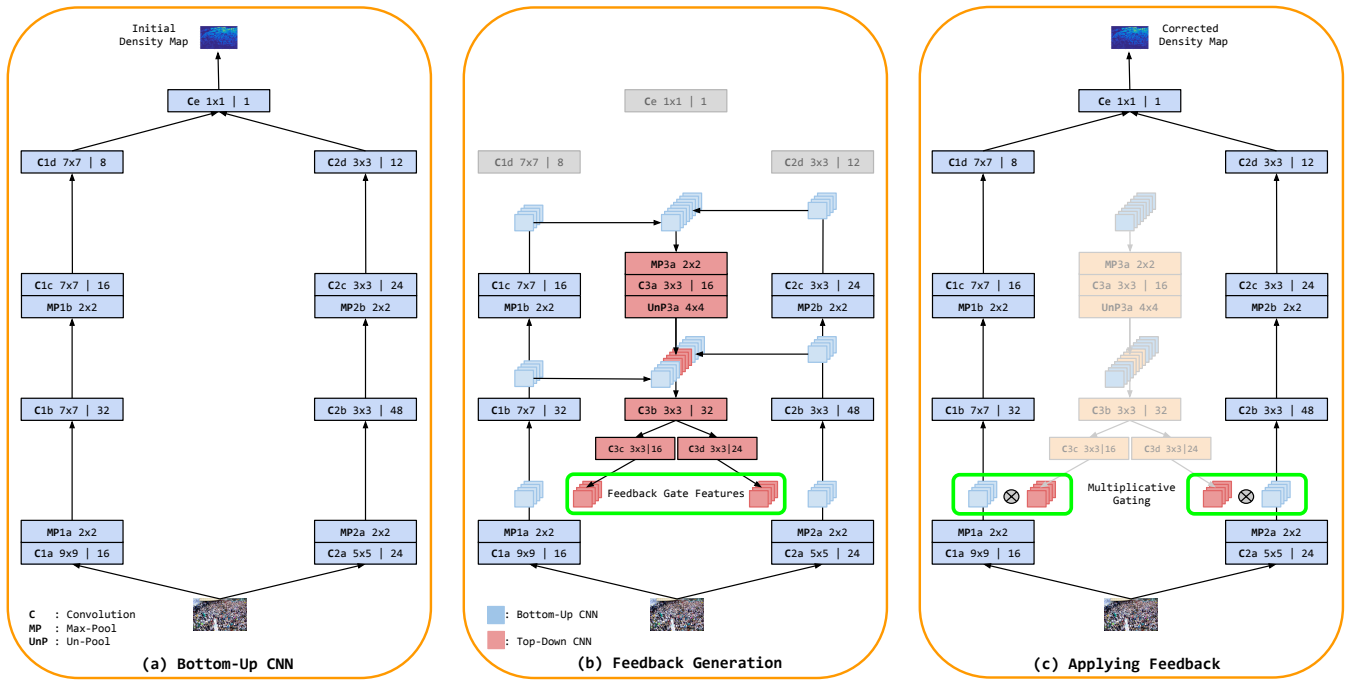 Initial
Density Map
Ce 1x1 | 1
C1d 7x7 | 8
C2d 3x3 | 12
C1c 7x7 | 16
MP1b 2x2
C2c 3x3 | 24
MP2b 2x2
C1b 7x7 | 32
C2b 3x3 | 48
MP1a 2x2
C1a 9x9 | 16
MP2a 2x2
C2a 5x5 | 24
C : Convolution
MP : Max-Pool
UnP : Un-Pool
(a) Bottom-Up CNN
Ce 1x1 | 1
C1d 7x7 | 8
C2d 3x3 | 12
MP3a 2x2
C3a 3x3 | 16
UnP3a 4x4
C1c 7x7 | 16
MP1b 2x2
C2c 3x3 | 24
MP2b 2x2
C1b 7x7 | 32
C3b 3x3 | 32
C2b 3x3 | 48
C3c 3x3|16
C3d 3x3|24
Feedback Gate Features
MP1a 2x2
C1a 9x9 | 16
MP2a 2x2
C2a 5x5 | 24
: Bottom-Up CNN
: Top-Down CNN
(b) Feedback Generation
Corrected
Density Map
Ce 1x1 | 1
C1d 7x7 | 8
C2d 3x3 | 12
MP3a 2x2
C3a 3x3 | 16
UnP3a 4x4
C1c 7x7 | 16
MP1b 2x2
C2c 3x3 | 24
MP2b 2x2
C1b 7x7 | 32
C3b 3x3 | 32
C2b 3x3 | 48
C3c 3x3|16
C3d 3x3|24
Multiplicative
Gating
MP1a 2x2
C1a 9x9 | 16
MP2a 2x2
C2a 5x5 | 24
(c) Applying Feedback